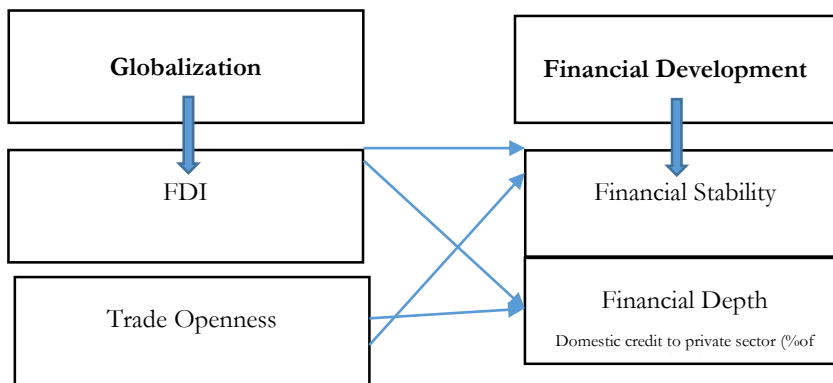 Globalization
Financial Development
FDI
Financial Stability
Trade Openness
Financial Depth
Domestic credit to private sector (%of